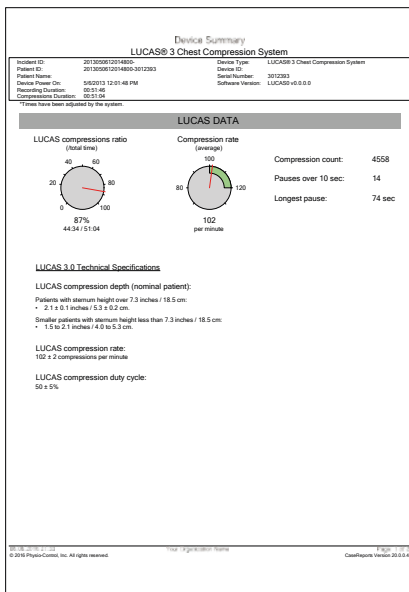 Device Summary
LUCAS® 3 Chest Compression System
Incident ID: 2013050612014800- Device Type: LUCAS® 3 Chest Compression System
Patient ID: 20130506012014800-3012393 Device ID:
Patient Name: Serial Number: 3012393
Device Power On: 5/6/2013 12:01:48 PM Software Version: LUCAS0 v0.0.0.0
Recording Duration: 00:51:46
Compressions Duration: 00:51:04
*Times have been adjusted by the system.
LUCAS DATA
LUCAS compressions ratio Compression rate
(/total time) (average)
40 60 100
20 80 80 120
0 100
Compression count: 4558
Pauses over 10 sec: 14
Longest pause: 74 sec
87% 102
44:34 / 51:04 per minute
LUCAS 3.0 Technical Specifications
LUCAS compression depth (nominal patient):
Patients with sternum height over 7.3 inches / 18.5 cm:
• 2.1 ± 0.1 inches / 5.3 ± 0.2 cm.
Smaller patients with sternum height less than 7.3 inches / 18.5 cm:
• 1.5 to 2.1 inches / 4.0 to 5.3 cm.
LUCAS compression rate:
102 ± 2 compressions per minute
LUCAS compression duty cycle:
50 ± 5%
Your Organization Name Page 1 of
© 2016 Physio-Control, Inc. All rights reserved. CaseReports Version 20.0.0.4